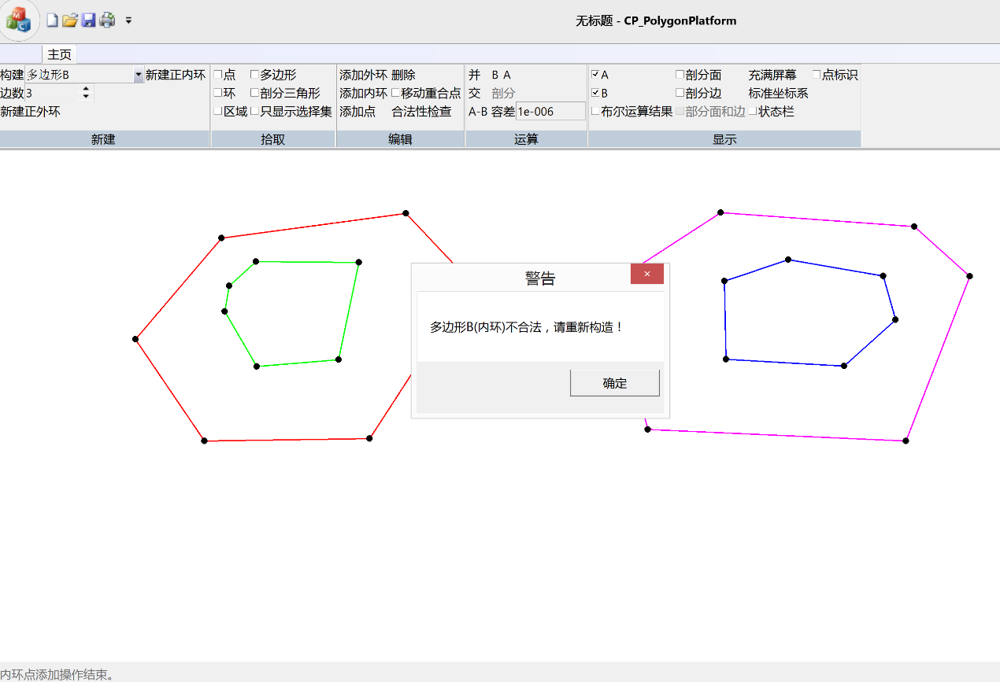 无标题 - CP_PolygonPlatform
主页
构建 多边形B 新建正内环 点 多边形 添加外环 删除 并 B A A 剖分面 充满屏幕 点标识
边数 3 环 剖分三角形 添加内环 移动重合点 交 剖分 B 剖分边 标准坐标系
新建正外环 区域 只显示选择集 添加点 合法性检查 A-B 容差 1e-006 布尔运算结果 剖分面和边 状态栏
新建 拾取 编辑 运算 显示
警告
多边形B(内环)不合法，请重新构造！
确定
内环点添加操作结束。